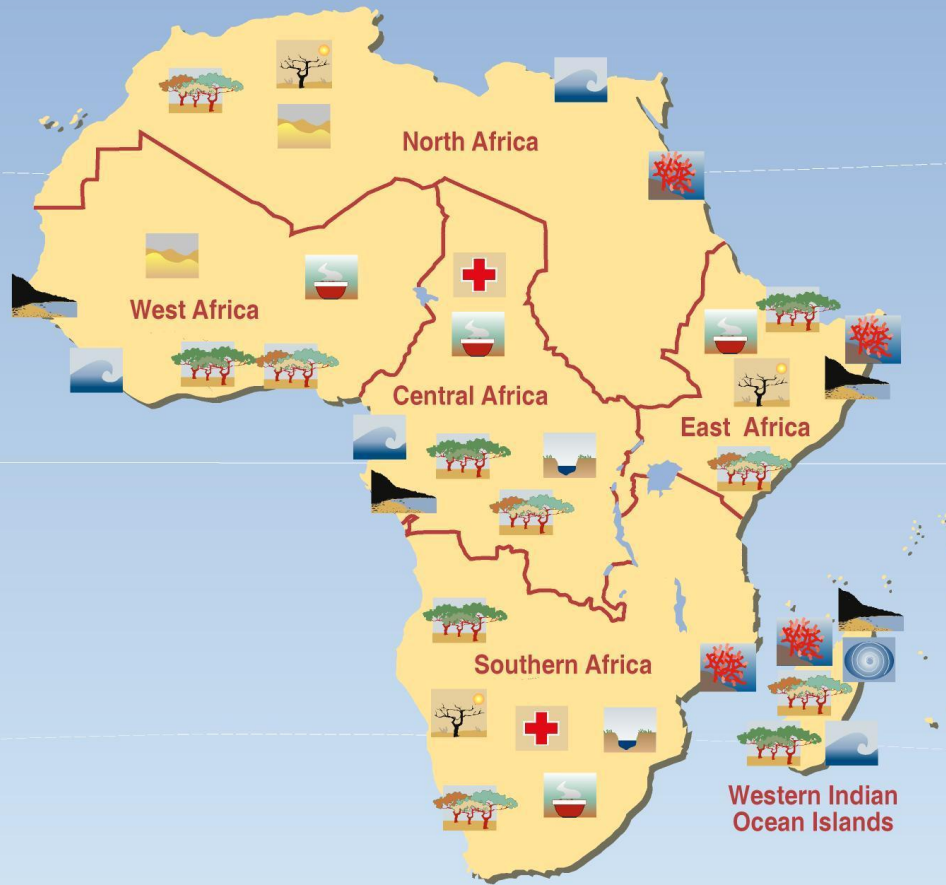 North Africa
West Africa
Central Africa
East Africa
Southern Africa
Western Indian
Ocean Islands